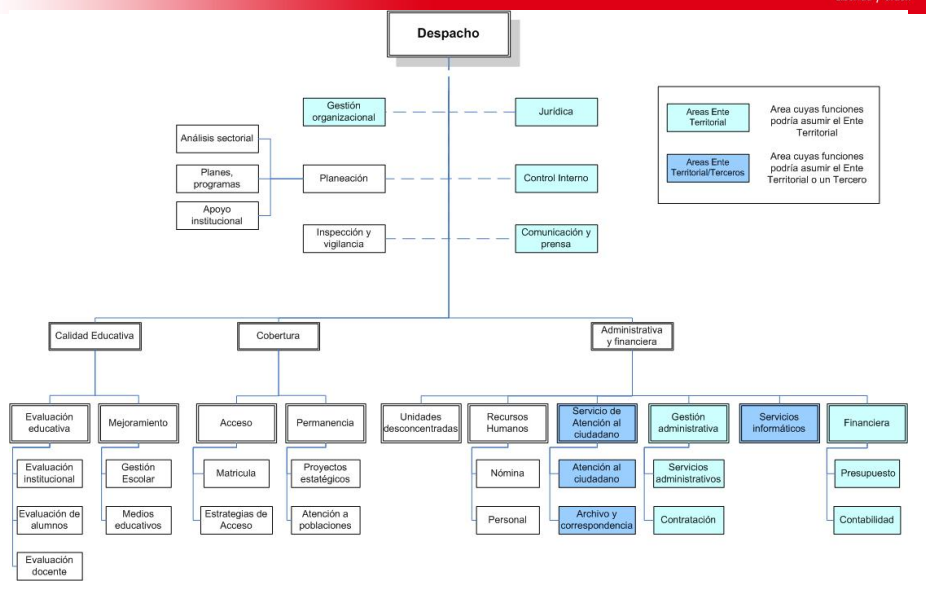 Despacho
Gestión
organizacional
Jurídica
Análisis sectorial
Planes,
programas
Apoyo
institucional
Planeación
Control Interno
Inspección y
vigilancia
Comunicación y
prensa
Areas Ente
Territorial
Area cuyas funciones
podría asumir el Ente
Territorial
Areas Ente
Territorial/Terceros
Area cuyas funciones
podría asumir el Ente
Territorial o un Tercero
Calidad Educativa
Cobertura
Administrativa
y financiera
Evaluación
educativa
Mejoramiento
Acceso
Permanencia
Unidades
desconcentradas
Recursos
Humanos
Servicio de
Atención al
ciudadano
Gestión
administrativa
Servicios
informáticos
Financiera
Evaluación
institucional
Gestión
Escolar
Matricula
Proyectos
estatégicos
Nómina
Atención al
ciudadano
Servicios
administrativos
Presupuesto
Evaluación de
alumnos
Medios
educativos
Estrategias de
Acceso
Atención a
poblaciones
Personal
Archivo y
correspondencia
Contratación
Contabilidad
Evaluación
docente